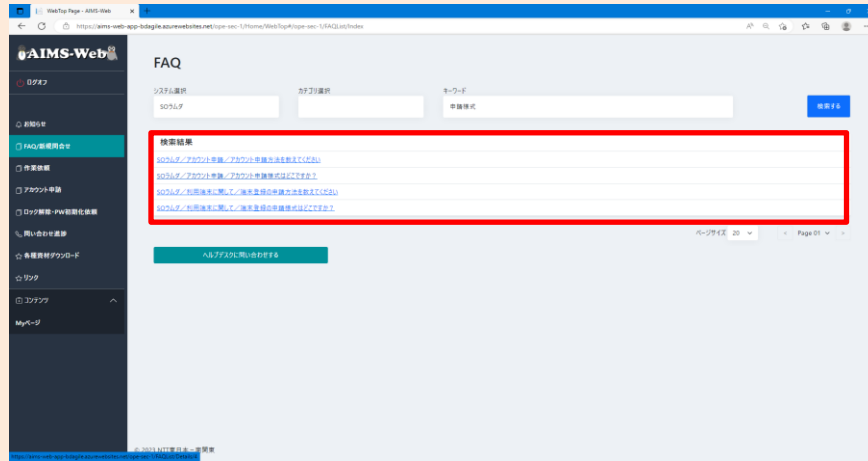 WebTop Page - AIMS-Web
https://aims-web-app-bdagile.azurewebsites.net/ope-sec-1/Home/WebTop#/ope-sec-1/FAQList/Index
AIMS-Web
ログオフ
お知らせ
FAQ/新規問合せ
作業依頼
アカウント申請
ロック解除・PW初期化依頼
問い合わせ進捗
各種資材ダウンロード
リンク
コンテンツ
Myページ
FAQ
システム選択 カテゴリ選択 キーワード
SOラムダ 申請様式 検索する
検索結果
SOラムダ/アカウント申請/アカウント申請方法を教えてください
SOラムダ/アカウント申請/アカウント申請様式はどこですか?
SOラムダ/利用端末に関して/端末登録の申請方法を教えてください
SOラムダ/利用端末に関して/端末登録の申請様式はどこですか?
ページサイズ 20 Page 01
ヘルプデスクに問い合わせする
© 2023 NTT東日本-南関東